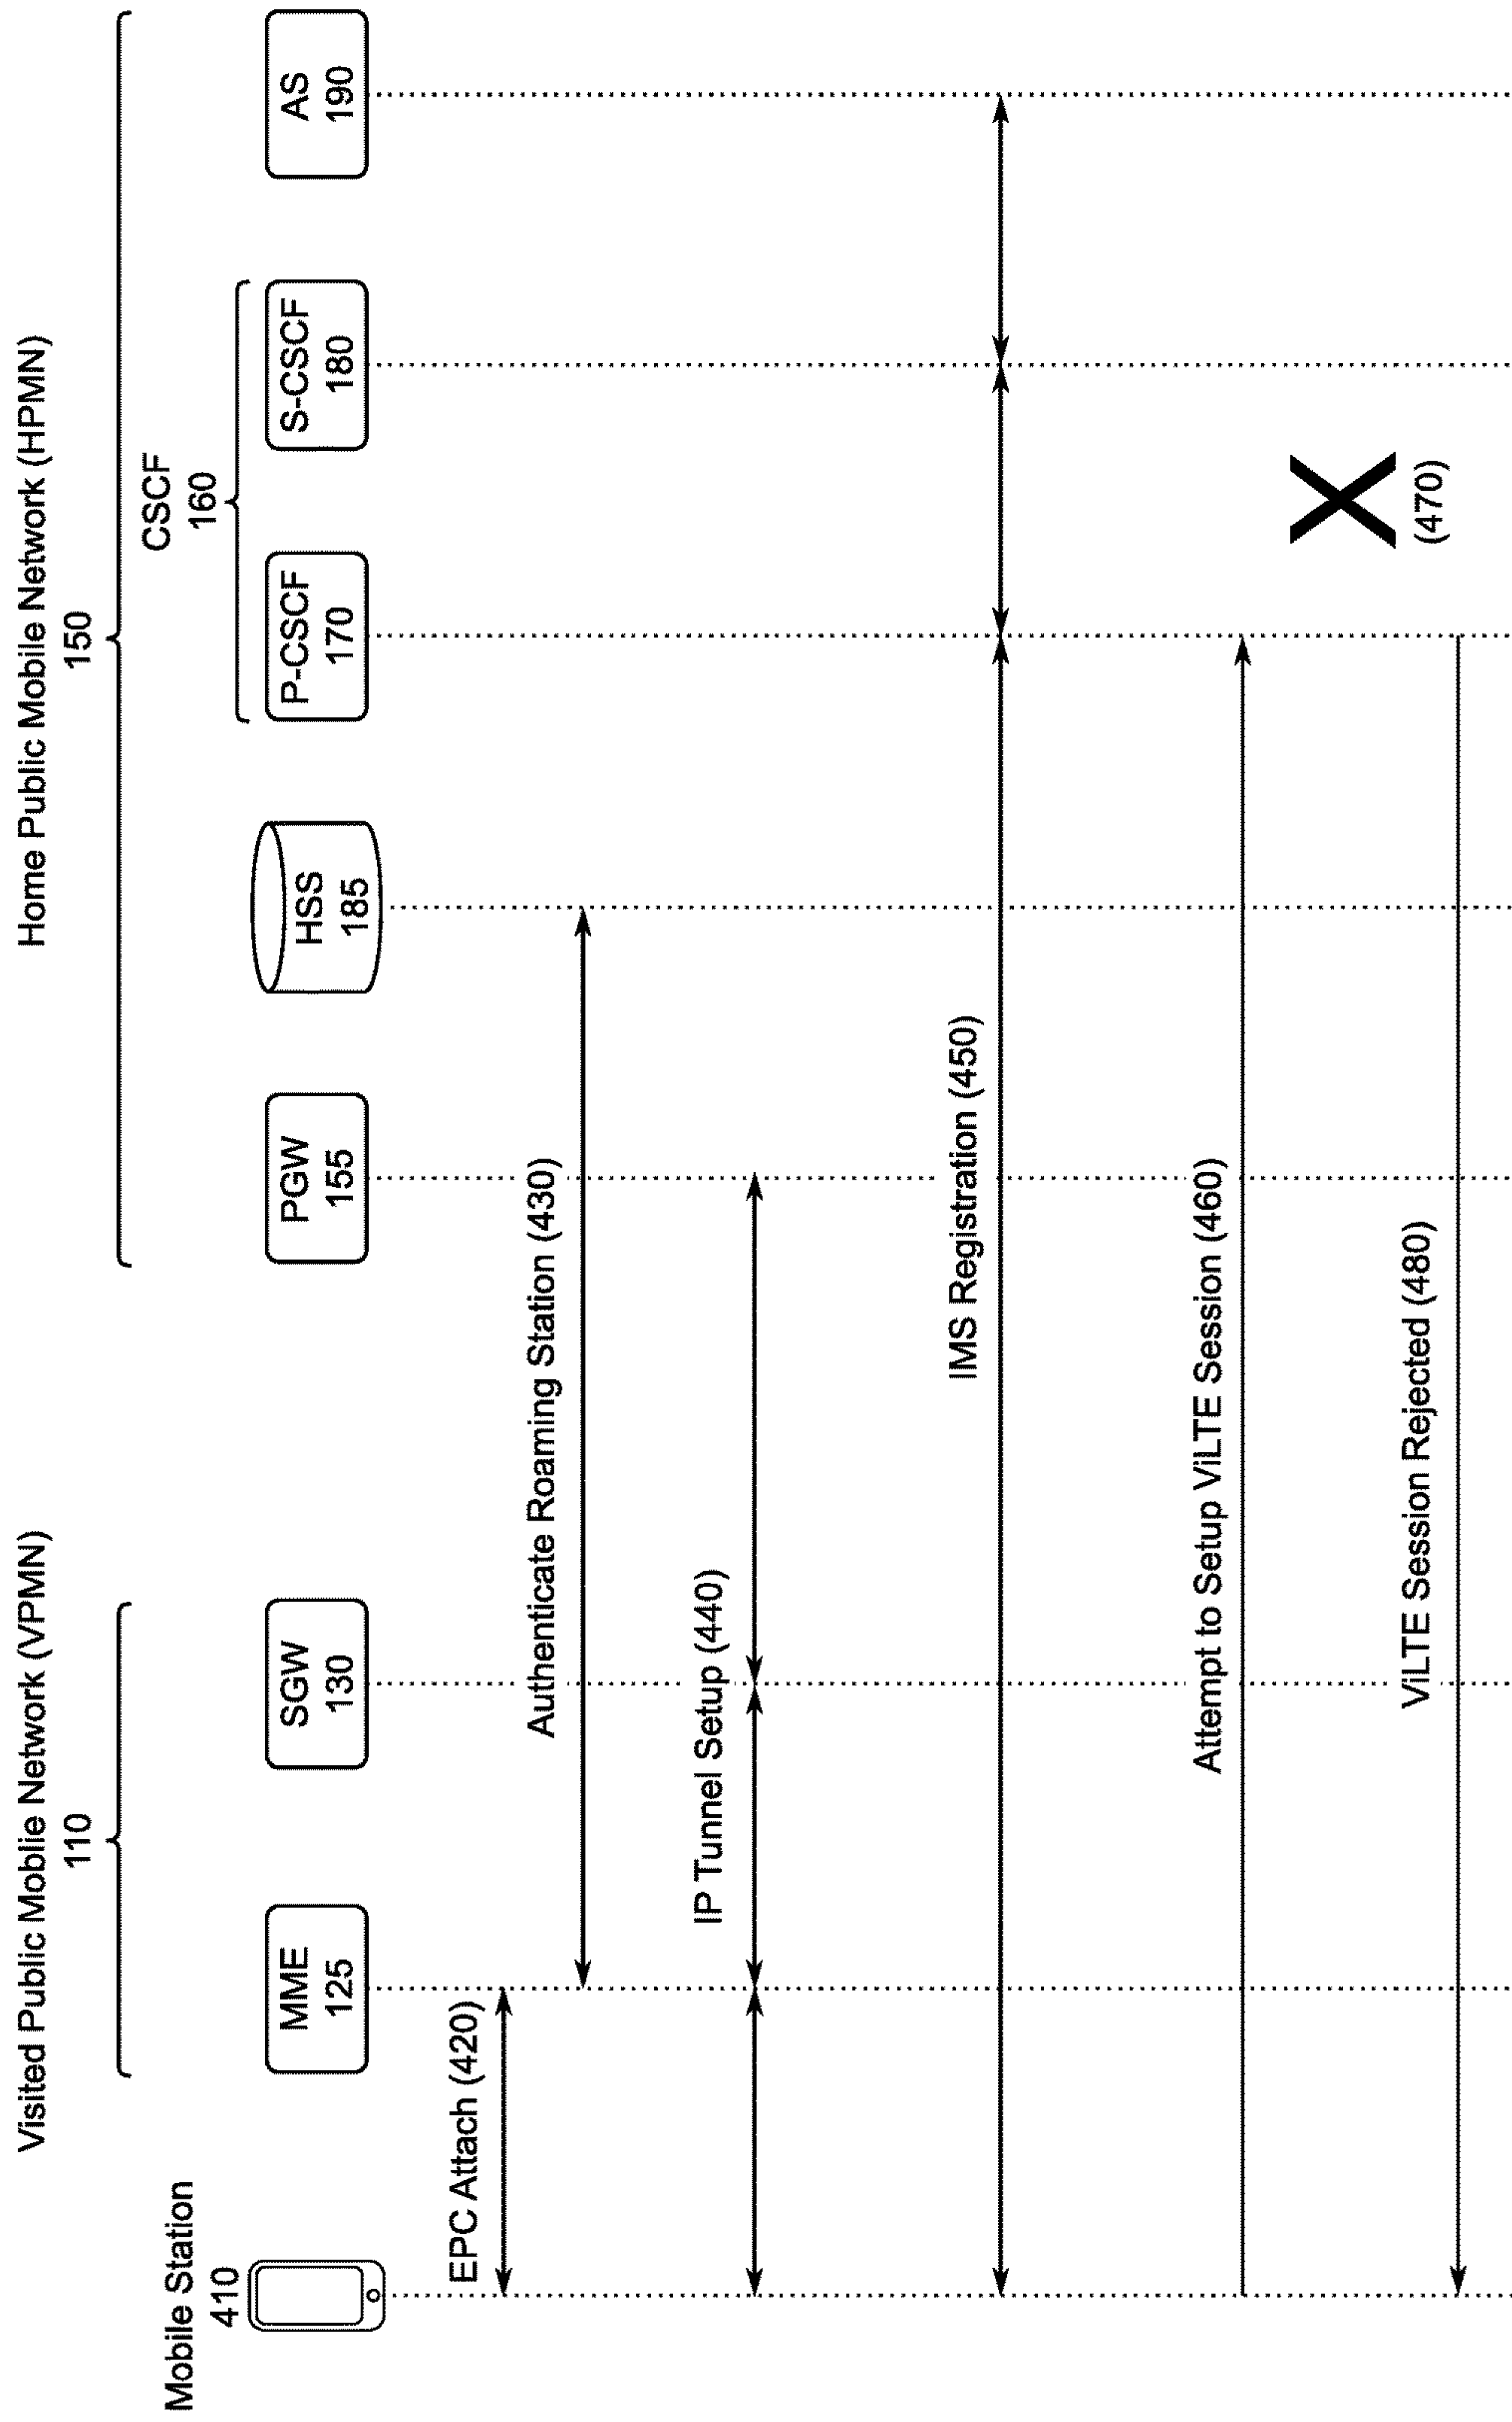 Visited Public Moblie Network (VPMN)
110
Home Public Mobile Network (HPMN)
150
Mobile Station
410
CSCF
160
MME
125
SGW
130
PGW
155
HSS
185
P-CSCF
170
S-CSCF
180
AS
190
EPC Attach (420)
Authenticate Roaming Station (430)
IP Tunnel Setup (440)
IMS Registration (450)
Attempt to Setup ViLTE Session (460)
X
(470)
ViLTE Session Rejected (480)